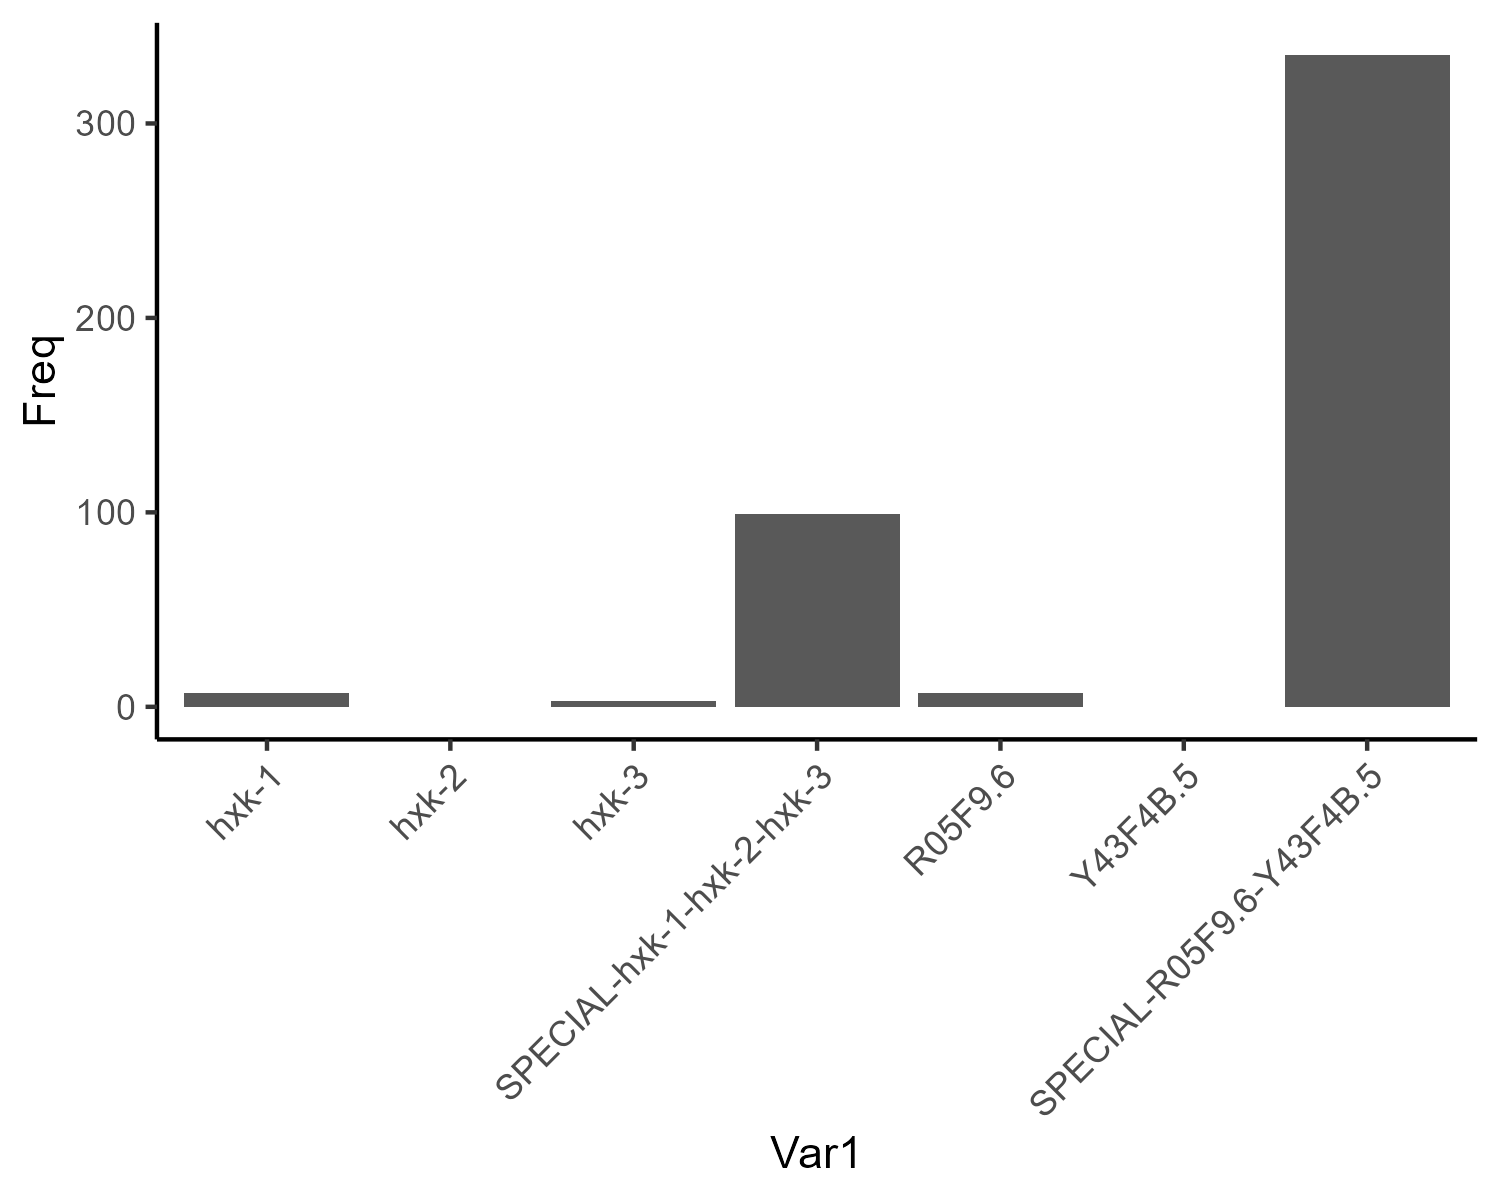 Freq
300
200
100
0
hxk-1
hxk-2
hxk-3
SPECIAL-hxk-1-hxk-2-hxk-3
R05F9.6
Y43F4B.5
SPECIAL-R05F9.6-Y43F4B.5
Var1